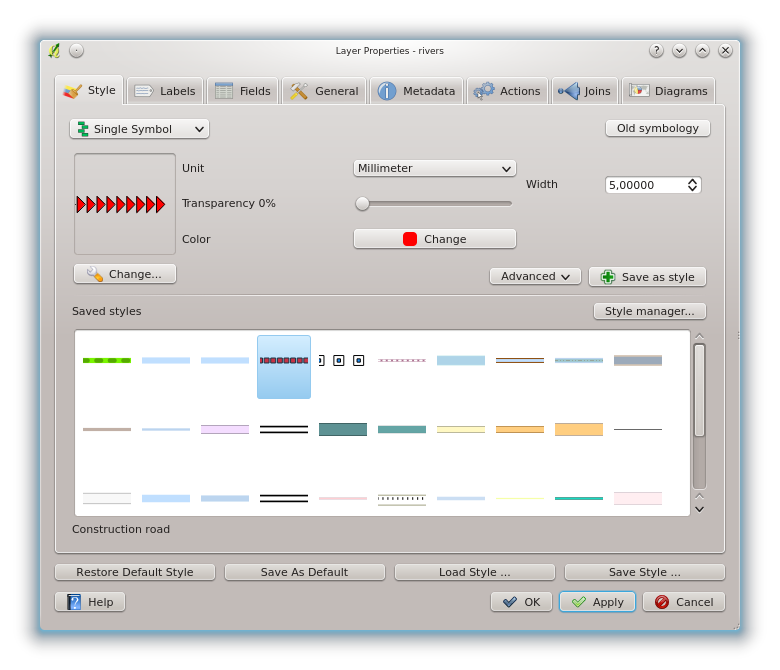 Layer Properties - rivers
Style Labels Fields General Metadata Actions Joins Diagrams
Single Symbol Old symbology
Unit Millimeter Width 5,00000
Transparency 0%
Color Change
Change... Advanced Save as style
Saved styles Style manager...
Construction road
Restore Default Style Save As Default Load Style ... Save Style ...
Help OK Apply Cancel